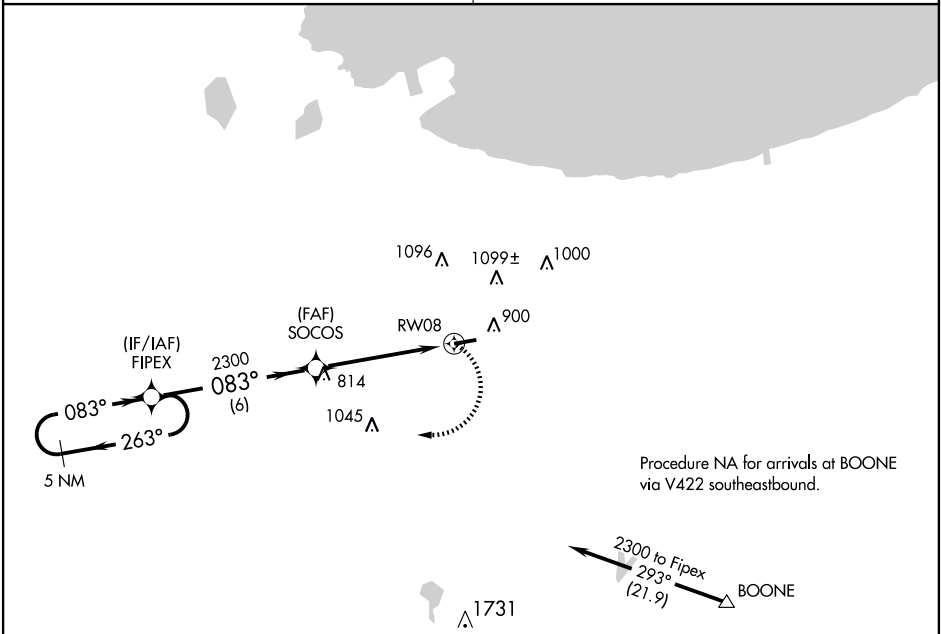 1096
1099±
1000
900
(FAF)
SOCOS
RW08
(IF/IAF)
FIPEX
2300
083°
(6)
814
083°
263°
1045
5 NM
Procedure NA for arrivals at BOONE
via V422 southeastbound.
2300 to Fipex
293°
(21.9)
BOONE
1731